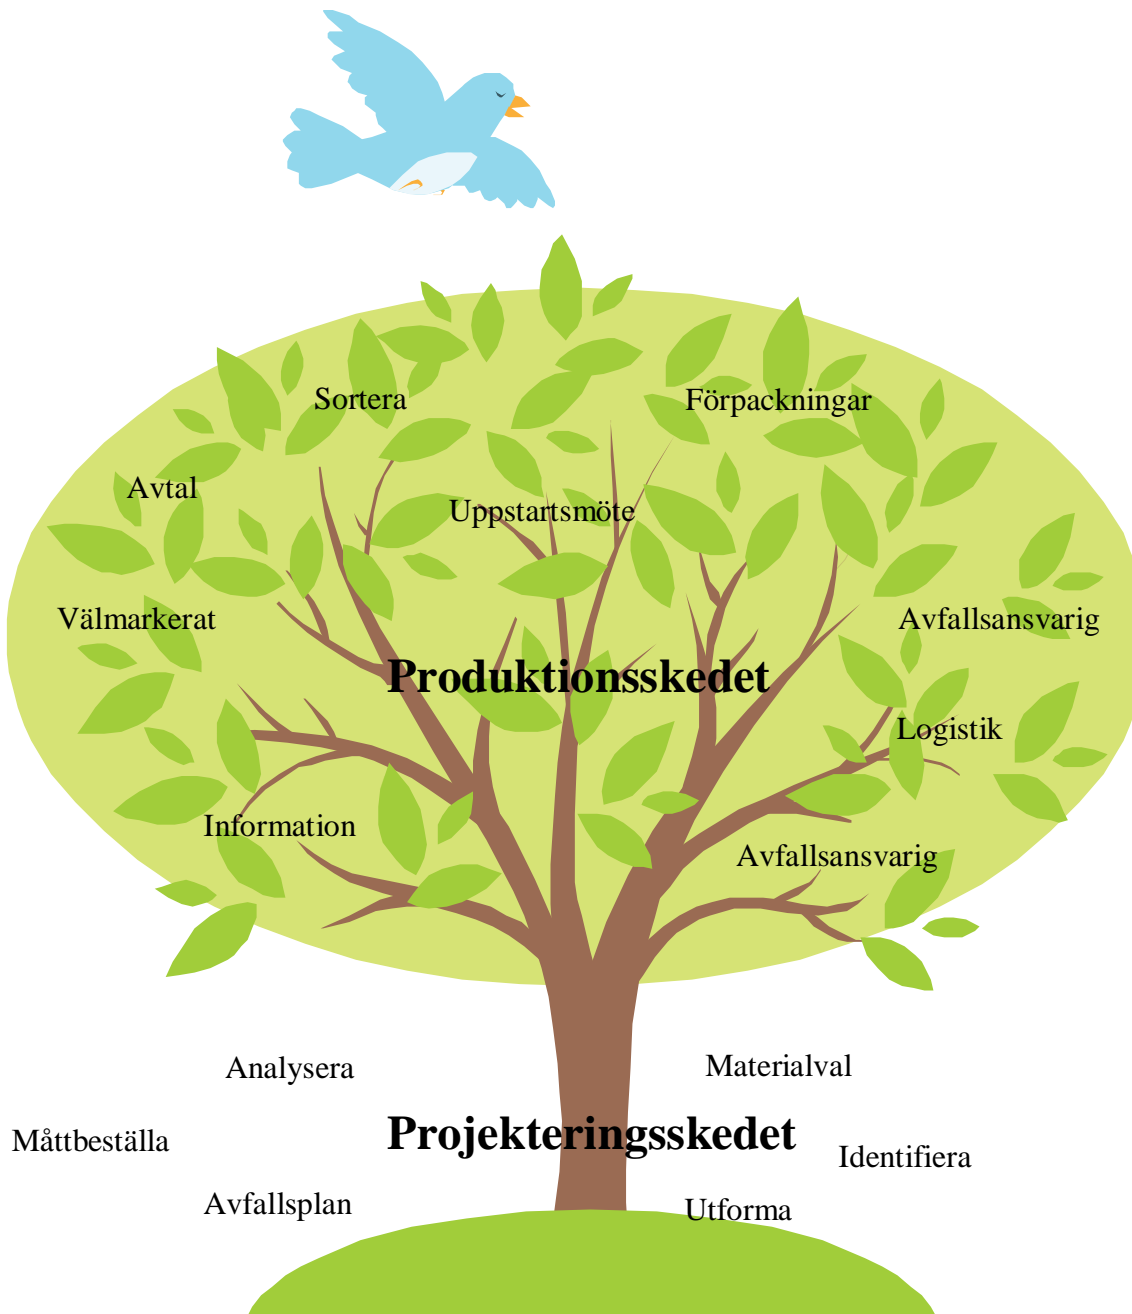 Sortera
Förpackningar
Avtal
Uppstartsmöte
Välmarkerat
Avfallsansvarig
Produktionsskedet
Logistik
Information
Avfallsansvarig
Analysera
Materialval
Projekteringsskedet
Måttbeställa
Identifiera
Avfallsplan
Utforma